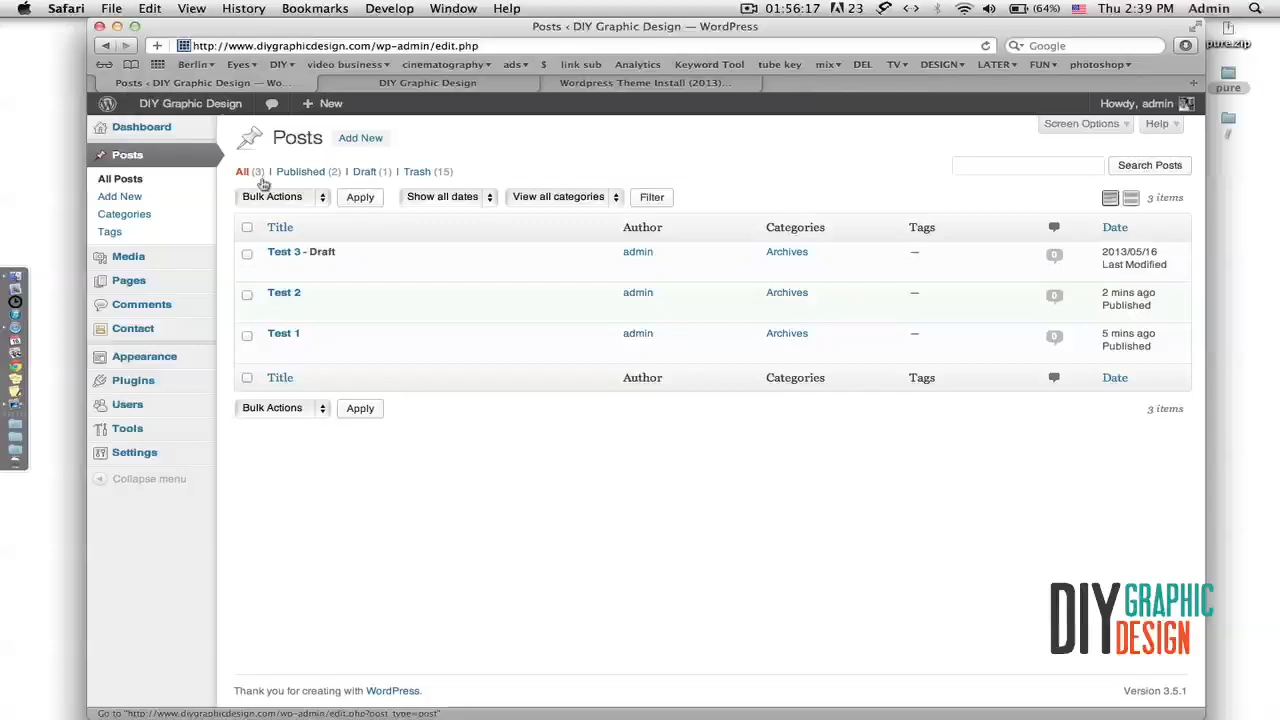 Safari File Edit View History Bookmarks Develop Window Help 01:56:17 23 (64%) Thu 2:39 PM Admin
Posts ‹ DIY Graphic Design — WordPress
http://www.diygraphicdesign.com/wp-admin/edit.php Google
Berlin Eyes DIY video business cinematography ads $ link sub Analytics Keyword Tool tube key mix DEL TV DESIGN LATER FUN photoshop
Posts ‹ DIY Graphic Design — Wo... DIY Graphic Design Wordpress Theme Install (2013)...
DIY Graphic Design + New Howdy, admin
pure.zip
pure
Dashboard
Posts
All Posts
Add New
Categories
Tags
Media
Pages
Comments
Contact
Appearance
Plugins
Users
Tools
Settings
Collapse menu
Screen Options Help
Posts Add New
All (3) | Published (2) | Draft (1) | Trash (15)
Search Posts
Bulk Actions Apply Show all dates View all categories Filter 3 items
Title Author Categories Tags Date
Test 3 - Draft admin Archives — 0 2013/05/16
Last Modified
Test 2 admin Archives — 0 2 mins ago
Published
Test 1 admin Archives — 0 5 mins ago
Published
Title Author Categories Tags Date
Bulk Actions Apply 3 items
DIY GRAPHIC
DESIGN
Thank you for creating with WordPress. Version 3.5.1
Go to "http://www.diygraphicdesign.com/wp-admin/edit.php?post_type=post"